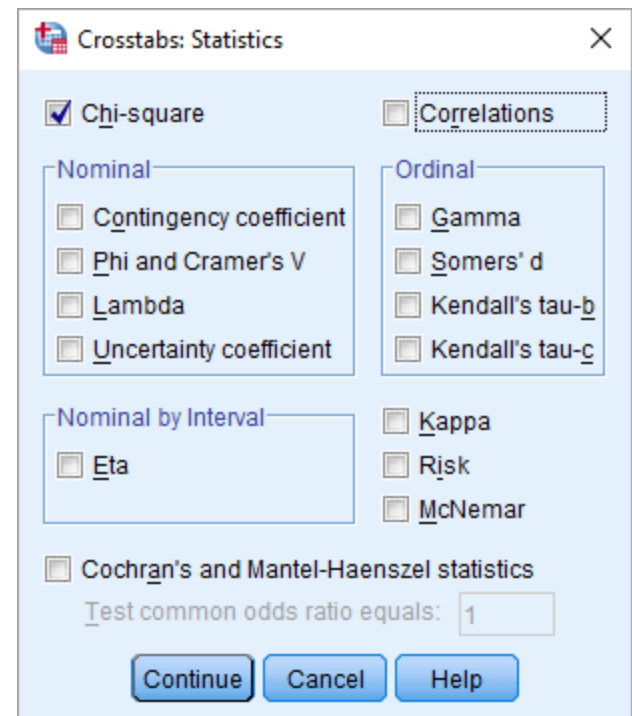 Crosstabs: Statistics
Chi-square
Correlations
Nominal
Contingency coefficient
Phi and Cramer's V
Lambda
Uncertainty coefficient
Ordinal
Gamma
Somers' d
Kendall's tau-b
Kendall's tau-c
Nominal by Interval
Eta
Kappa
Risk
McNemar
Cochran's and Mantel-Haenszel statistics
Test common odds ratio equals: 1
Continue Cancel Help